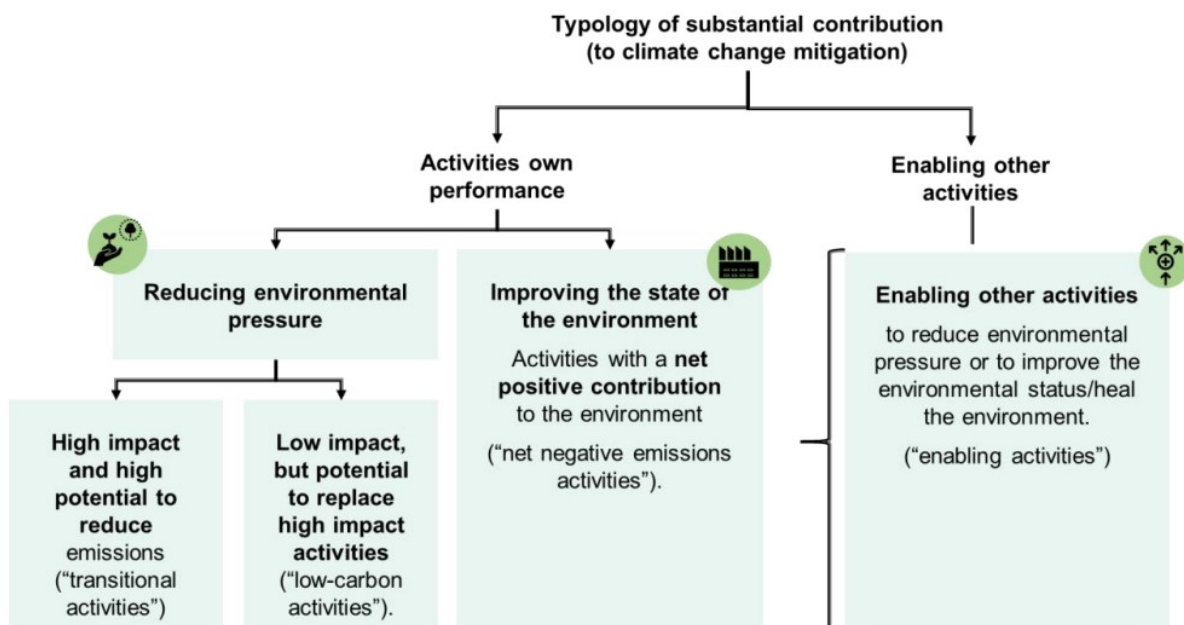 Typology of substantial contribution
(to climate change mitigation)
Activities own
performance
Enabling other
activities
Reducing environmental
pressure
High impact
and high
potential to
reduce
emissions
(“transitional
activities”)
Low impact,
but potential
to replace
high impact
activities
(“low-carbon
activities”).
Improving the state of
the environment
Activities with a net
positive contribution
to the environment
(“net negative emissions
activities”).
Enabling other activities
to reduce environmental
pressure or to improve the
environmental status/heal
the environment.
(“enabling activities”)